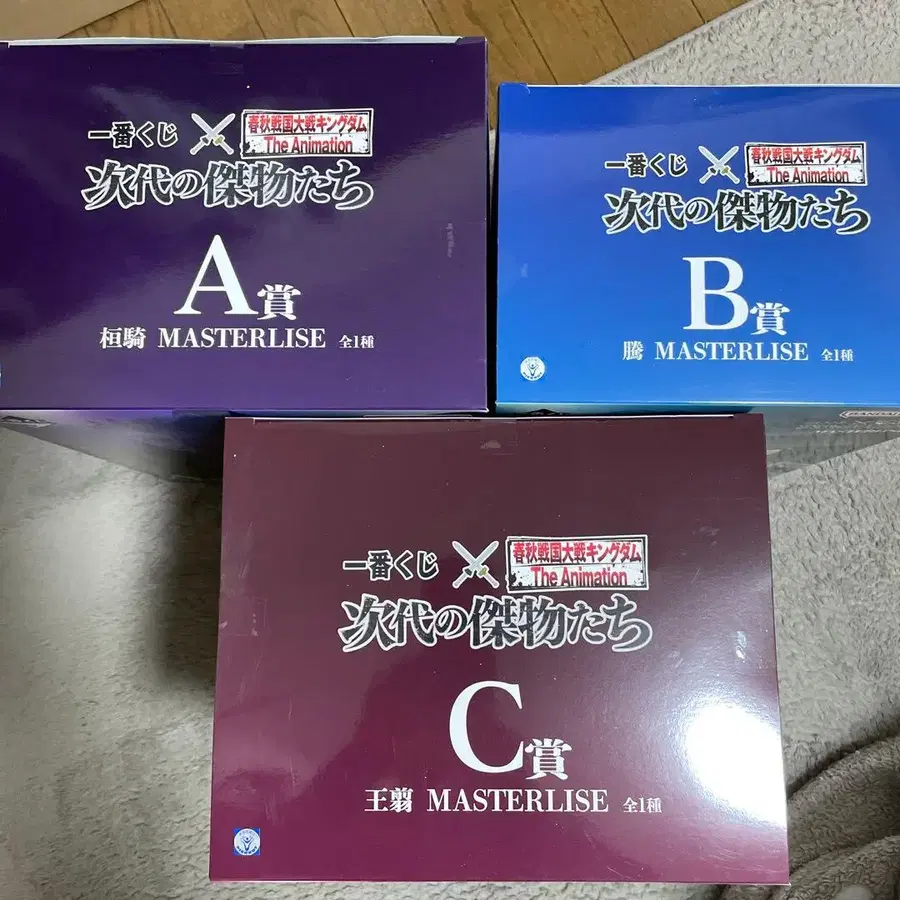 一番くじ
春秋戦国大戦キングダム
The Animation
次代の傑物たち
A賞
桓騎 MASTERLISE 全1種
一番くじ
春秋戦国大戦キングダム
The Animation
次代の傑物たち
B賞
騰 MASTERLISE 全1種
BANDAI
一番くじ
春秋戦国大戦キングダム
The Animation
次代の傑物たち
C賞
王翦 MASTERLISE 全1種